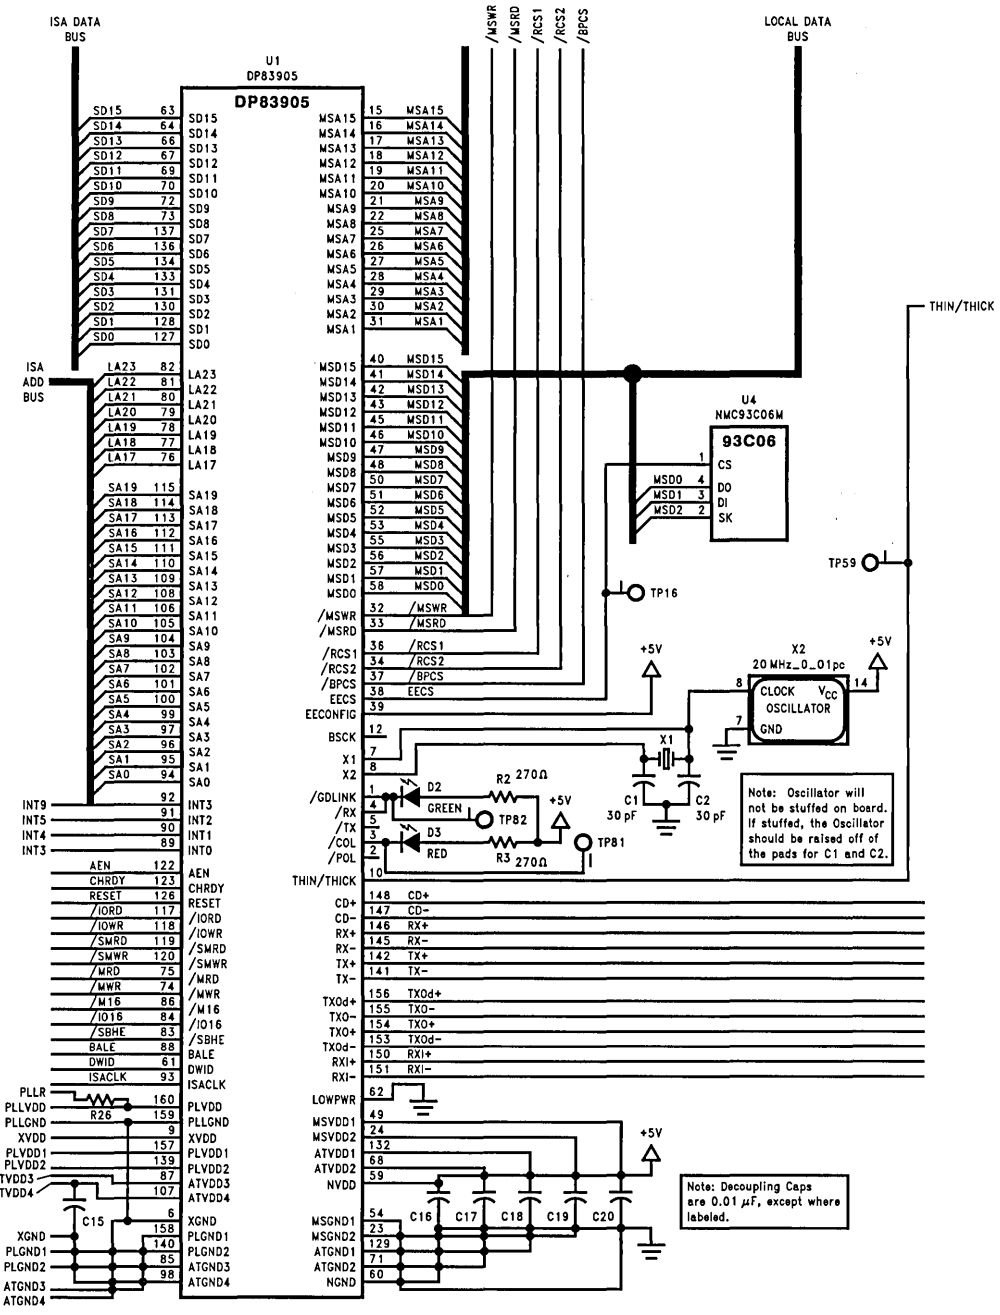 ISA DATA
BUS
/MSWR
/MSRD
/RCS1
/RCS2
/BPCS
LOCAL DATA
BUS
U1
DP83905
DP83905
SD15 63 SD15
SD14 64 SD14
SD13 66 SD13
SD12 67 SD12
SD11 69 SD11
SD10 70 SD10
SD9 72 SD9
SD8 73 SD8
SD7 137 SD7
SD6 136 SD6
SD5 134 SD5
SD4 133 SD4
SD3 131 SD3
SD2 130 SD2
SD1 128 SD1
SD0 127 SD0
ISA
ADD
BUS
LA23 82 LA23
LA22 81 LA22
LA21 80 LA21
LA20 79 LA20
LA19 78 LA19
LA18 77 LA18
LA17 76 LA17
SA19 115 SA19
SA18 114 SA18
SA17 113 SA17
SA16 112 SA16
SA15 111 SA15
SA14 110 SA14
SA13 109 SA13
SA12 108 SA12
SA11 106 SA11
SA10 105 SA10
SA9 104 SA9
SA8 103 SA8
SA7 102 SA7
SA6 101 SA6
SA5 100 SA5
SA4 99 SA4
SA3 97 SA3
SA2 96 SA2
SA1 95 SA1
SA0 94 SA0
INT9 92 INT3
INT5 91 INT2
INT4 90 INT1
INT3 89 INT0
AEN 122 AEN
CHRDY 123 CHRDY
RESET 126 RESET
/IORD 117 /IORD
/IOWR 118 /IOWR
/SMRD 119 /SMRD
/SMWR 120 /SMWR
/MRD 75 /MRD
/MWR 74 /MWR
/M16 86 /M16
/IO16 84 /IO16
/SBHE 83 /SBHE
BALE 88 BALE
DWID 61 DWID
ISACLK 93 ISACLK
PLLR
R26
PLLVDD 160 PLVDD
PLLGND 159 PLLGND
XVDD 9 XVDD
PLVDD1 157 PLVDD1
PLVDD2 139 PLVDD2
TVDD3 87 ATVDD3
TVDD4 107 ATVDD4
C15
6 XGND
XGND 158 PLGND1
PLGND1 140 PLGND2
PLGND2 85 ATGND3
ATGND3 98 ATGND4
ATGND4
MSA15 15 MSA15
MSA14 16 MSA14
MSA13 17 MSA13
MSA12 18 MSA12
MSA11 19 MSA11
MSA10 20 MSA10
MSA9 21 MSA9
MSA8 22 MSA8
MSA7 25 MSA7
MSA6 26 MSA6
MSA5 27 MSA5
MSA4 28 MSA4
MSA3 29 MSA3
MSA2 30 MSA2
MSA1 31 MSA1
MSD15 40 MSD15
MSD14 41 MSD14
MSD13 42 MSD13
MSD12 43 MSD12
MSD11 45 MSD11
MSD10 46 MSD10
MSD9 47 MSD9
MSD8 48 MSD8
MSD7 50 MSD7
MSD6 51 MSD6
MSD5 52 MSD5
MSD4 53 MSD4
MSD3 55 MSD3
MSD2 56 MSD2
MSD1 57 MSD1
MSD0 58 MSD0
/MSWR 32 /MSWR
/MSRD 33 /MSRD
/RCS1 36 /RCS1
/RCS2 34 /RCS2
/BPCS 37 /BPCS
EECS 38 EECS
EECONFIG 39
BSCK 12
X1 7
X2 8
/GDLINK 1
/RX 4
/TX 5
/COL 3
/POL 2
THIN/THICK 10
CD+ 148 CD+
CD- 147 CD-
RX+ 146 RX+
RX- 145 RX-
TX+ 142 TX+
TX- 141 TX-
TXOd+ 156 TXOd+
TXO- 155 TXO-
TXO+ 154 TXO+
TXOd- 153 TXOd-
RXI+ 150 RXI+
RXI- 151 RXI-
LOWPWR 62
MSVDD1 49
MSVDD2 24
ATVDD1 132
ATVDD2 68
NVDD 59
MSGND1 54
MSGND2 23
ATGND1 129
ATGND2 71
NGND 60
THIN/THICK
U4
NMC93C06M
93C06
1 CS
MSD0 4 DO
MSD1 3 DI
MSD2 2 SK
TP59
TP16
+5V
X2
20 MHz_0_01pc
+5V
8 CLOCK VCC 14
OSCILLATOR
7 GND
X1
C1
30 pF
C2
30 pF
D2
GREEN
R2 270Ω
+5V
TP82
TP81
D3
RED
R3 270Ω
Note: Oscillator will
not be stuffed on board.
If stuffed, the Oscillator
should be raised off of
the pads for C1 and C2.
+5V
C16 C17 C18 C19 C20
Note: Decoupling Caps
are 0.01 μF, except where
labeled.